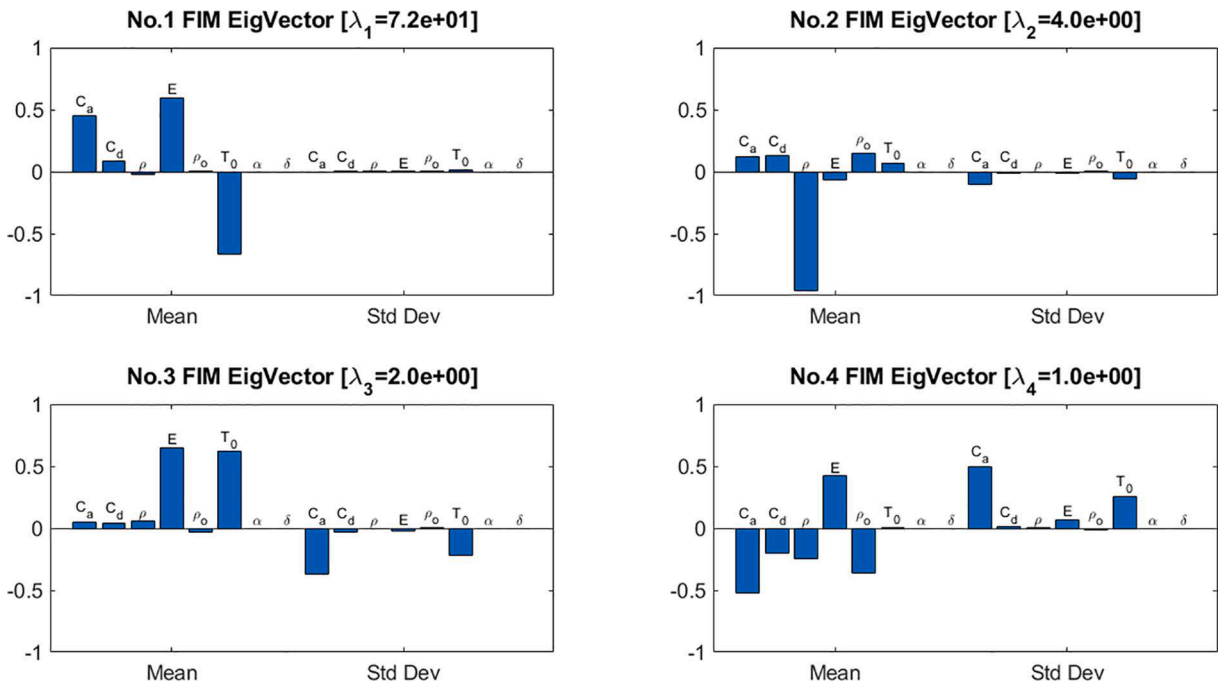 No.1 FIM EigVector [λ1=7.2e+01]
1
0.5
0
-0.5
-1
Ca
Cd
ρ
E
ρo
T0
α
δ
Ca
Cd
ρ
E
ρo
T0
α
δ
Mean
Std Dev
No.2 FIM EigVector [λ2=4.0e+00]
1
0.5
0
-0.5
-1
Ca
Cd
ρ
E
ρo
T0
α
δ
Ca
Cd
ρ
E
ρo
T0
α
δ
Mean
Std Dev
No.3 FIM EigVector [λ3=2.0e+00]
1
0.5
0
-0.5
-1
Ca
Cd
ρ
E
ρo
T0
α
δ
Ca
Cd
ρ
E
ρo
T0
α
δ
Mean
Std Dev
No.4 FIM EigVector [λ4=1.0e+00]
1
0.5
0
-0.5
-1
Ca
Cd
ρ
E
ρo
T0
α
δ
Ca
Cd
ρ
E
ρo
T0
α
δ
Mean
Std Dev